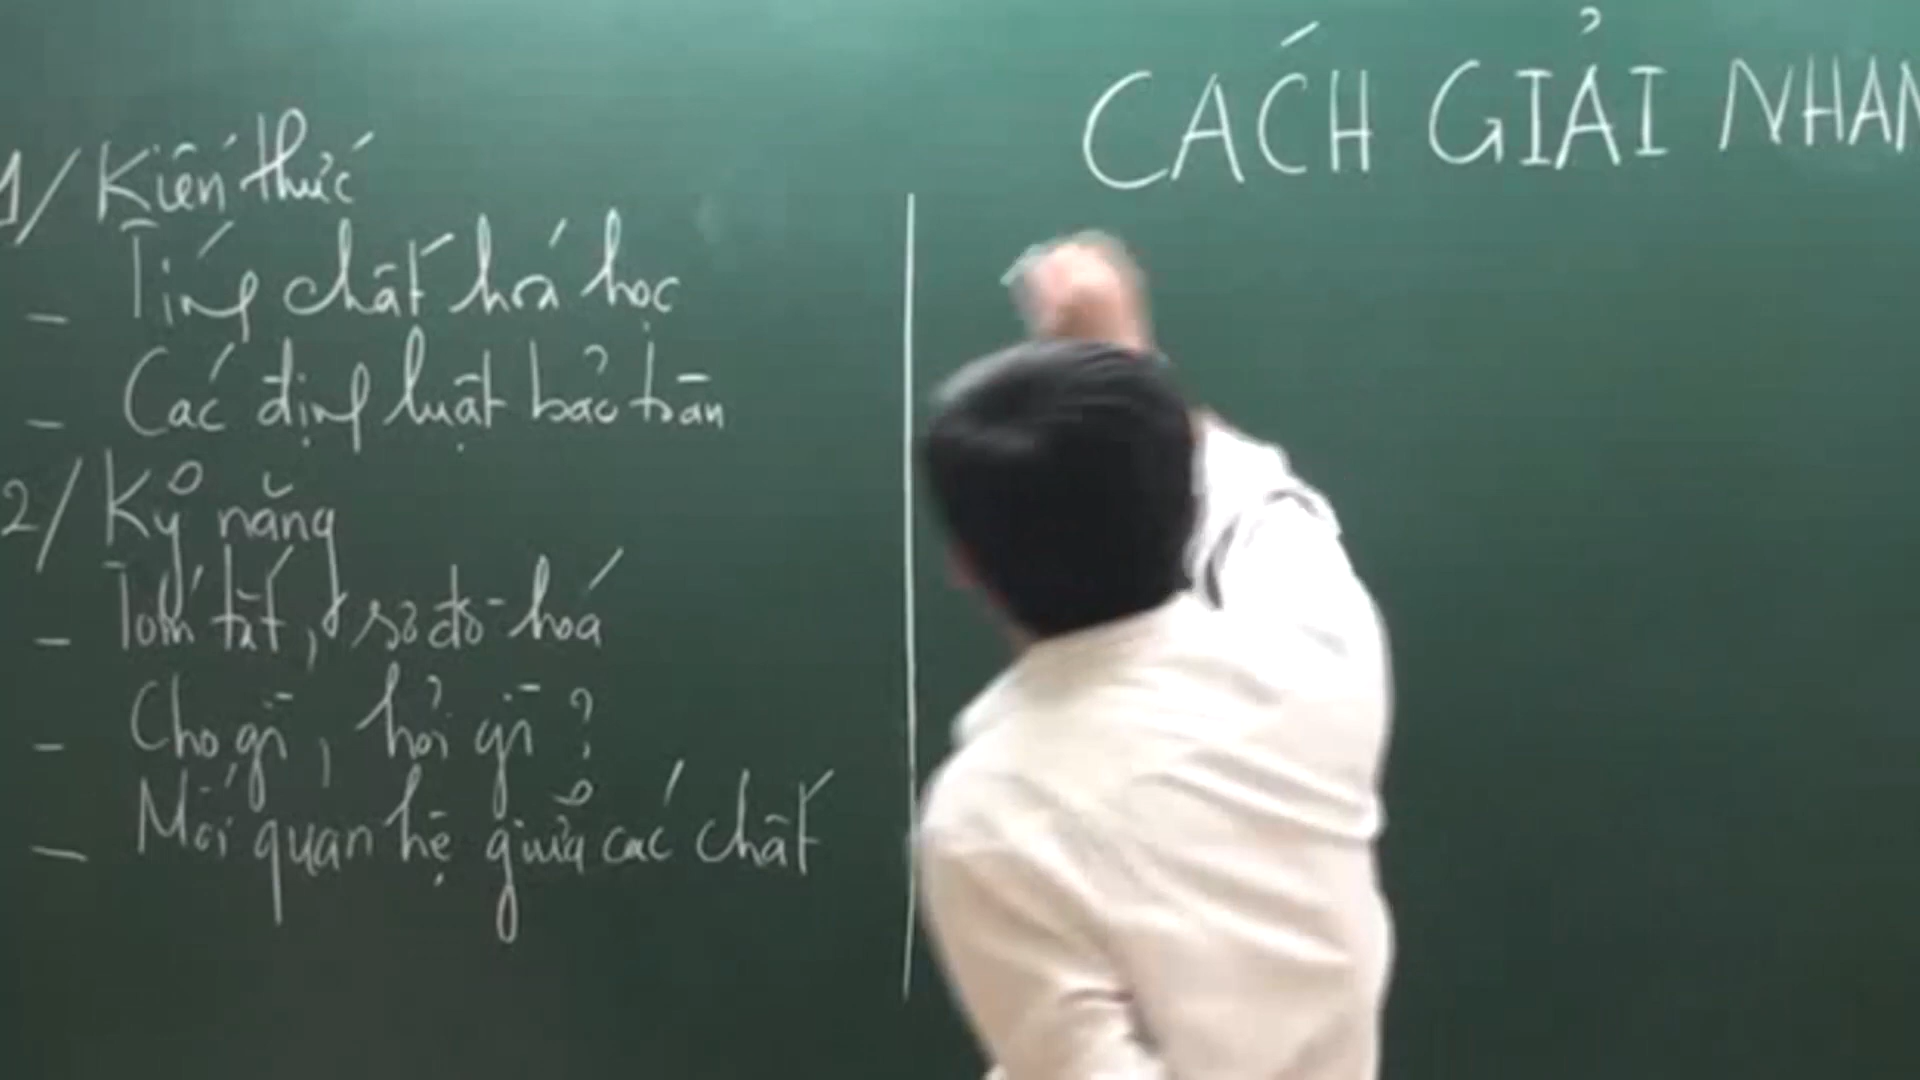 CÁCH GIẢI NHAN
1/ Kiến thức
- Tính chất hoá học
- Các định luật bảo toàn
2/ Kỷ năng
- Tóm tắt, sơ đồ hoá
- Cho gì, hỏi gì ?
- Mối quan hệ giữa các chất